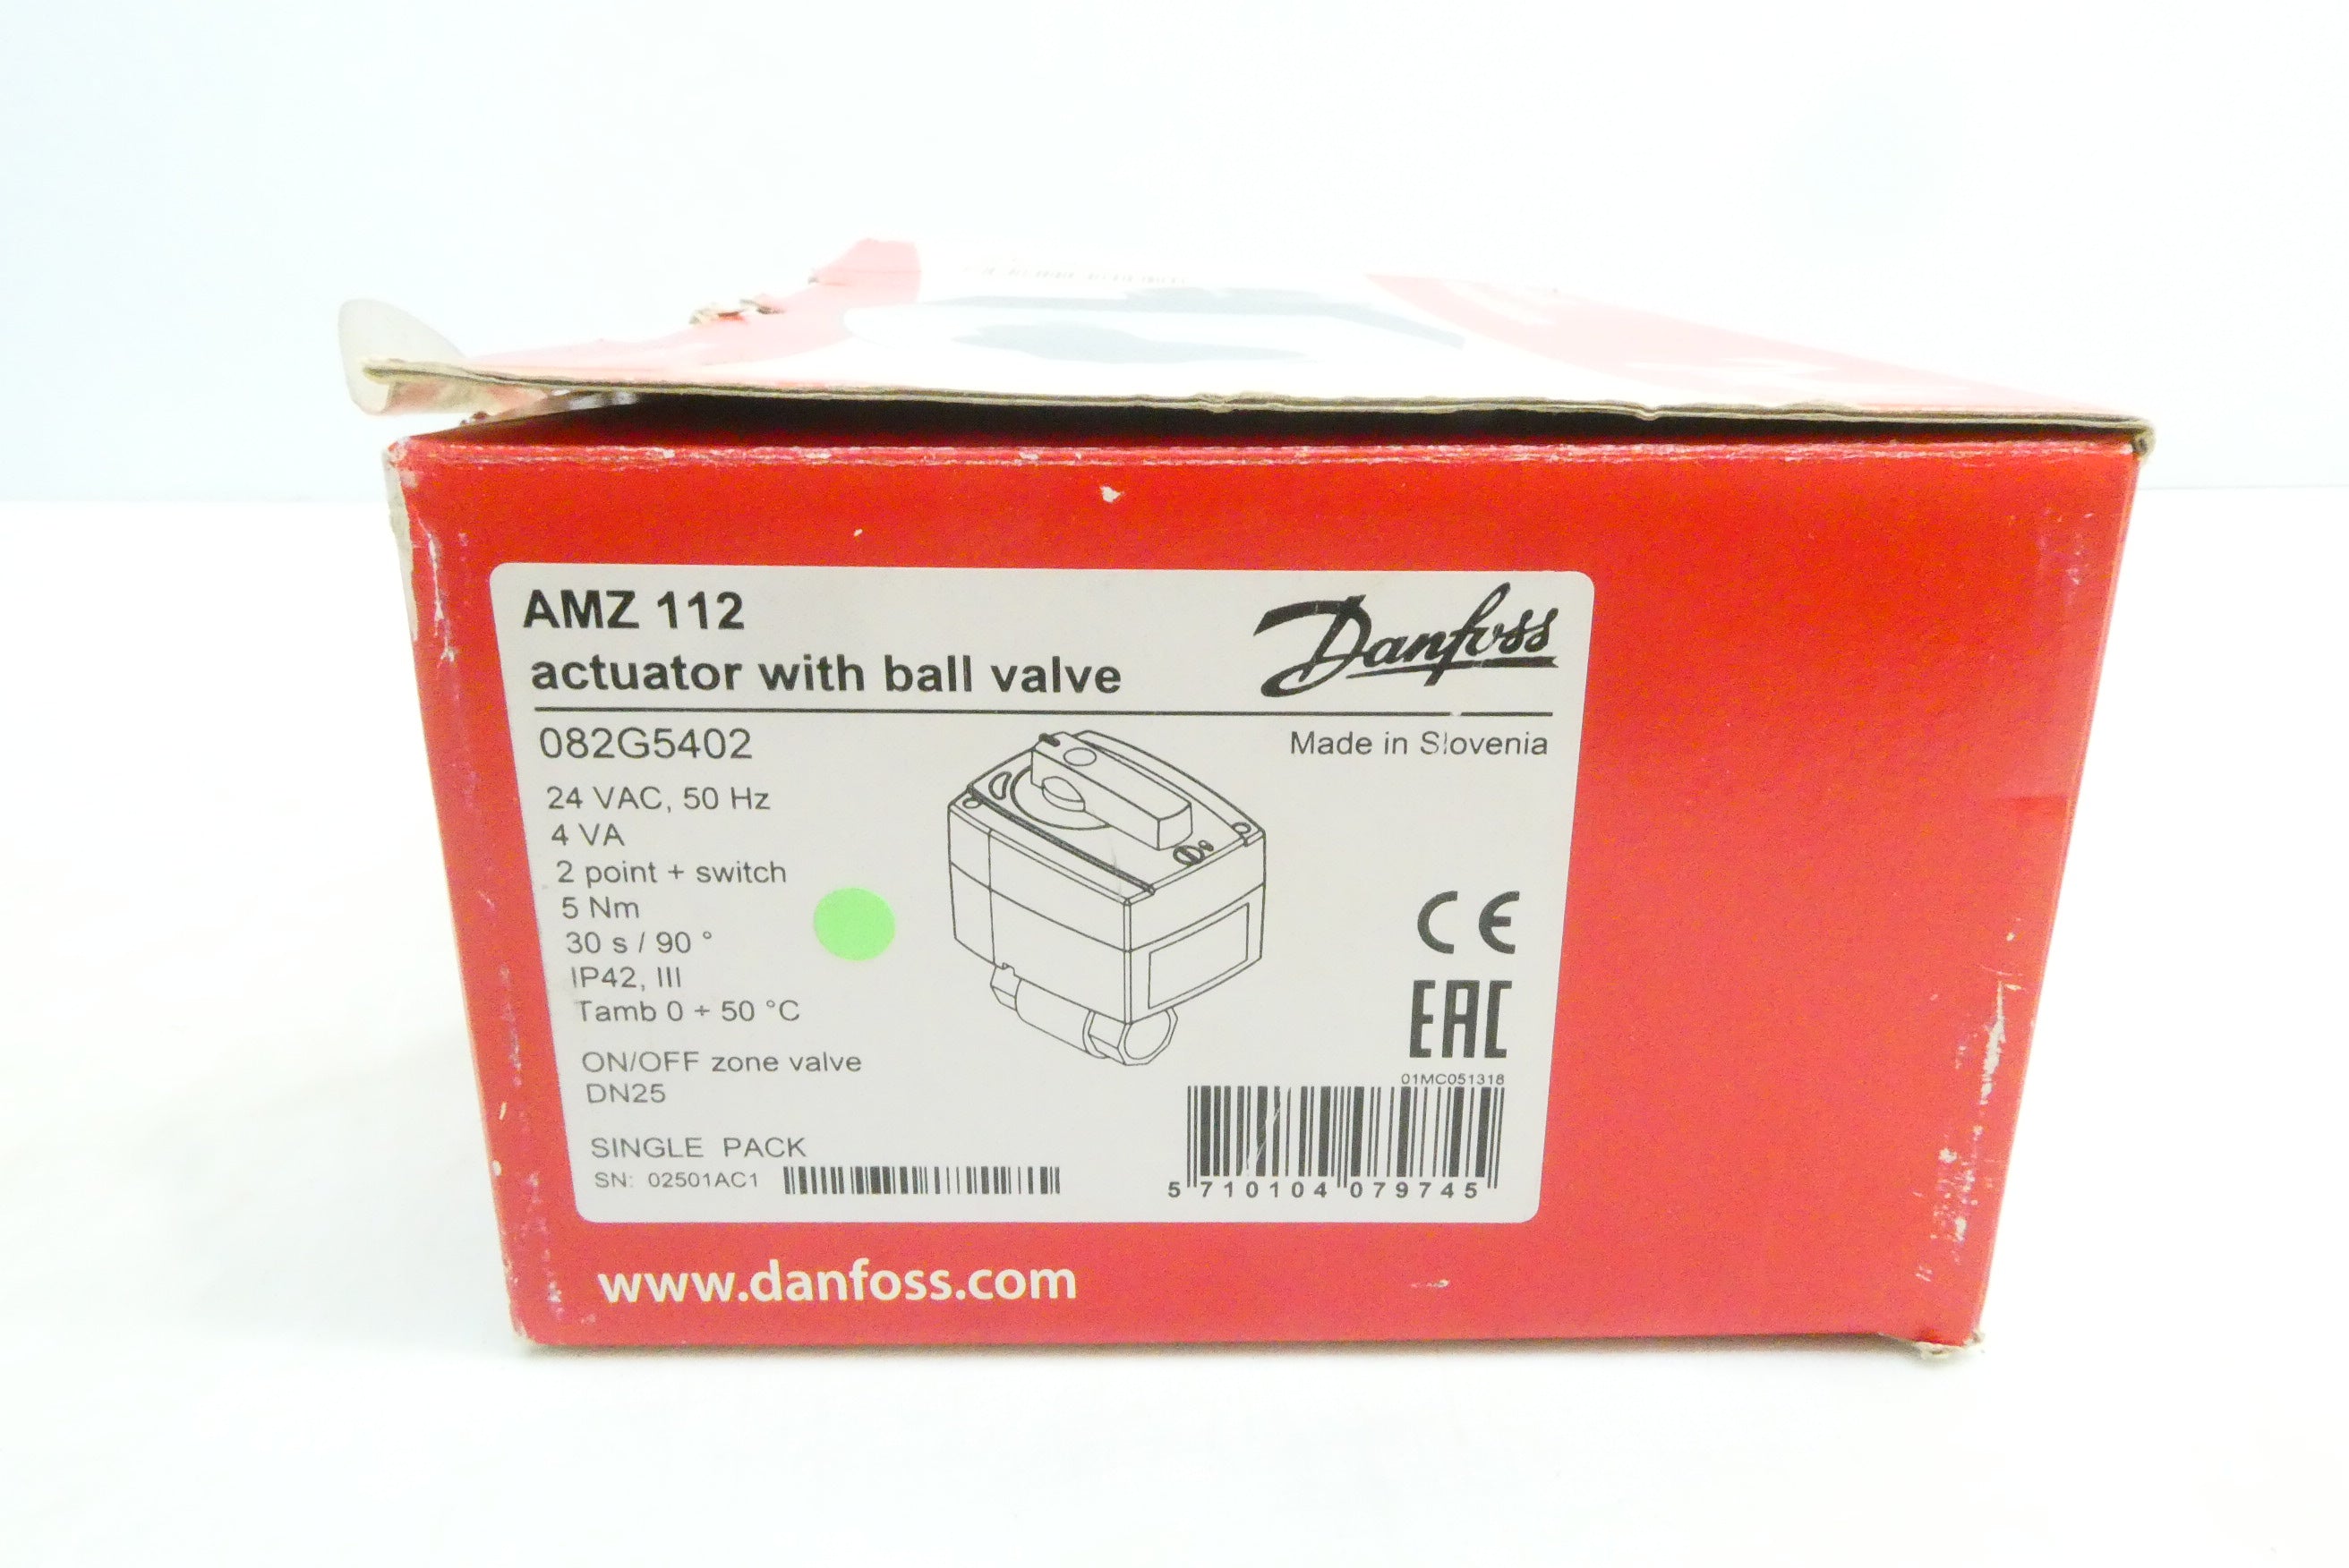 AMZ 112
actuator with ball valve
Danfoss
082G5402
Made in Slovenia
24 VAC, 50 Hz
4 VA
2 point + switch
5 Nm
30 s / 90 °
IP42, III
Tamb 0 ÷ 50 °C
ON/OFF zone valve
DN25
CE
EAC
01MC051318
SINGLE PACK
SN: 02501AC1
5 710104 079745
www.danfoss.com